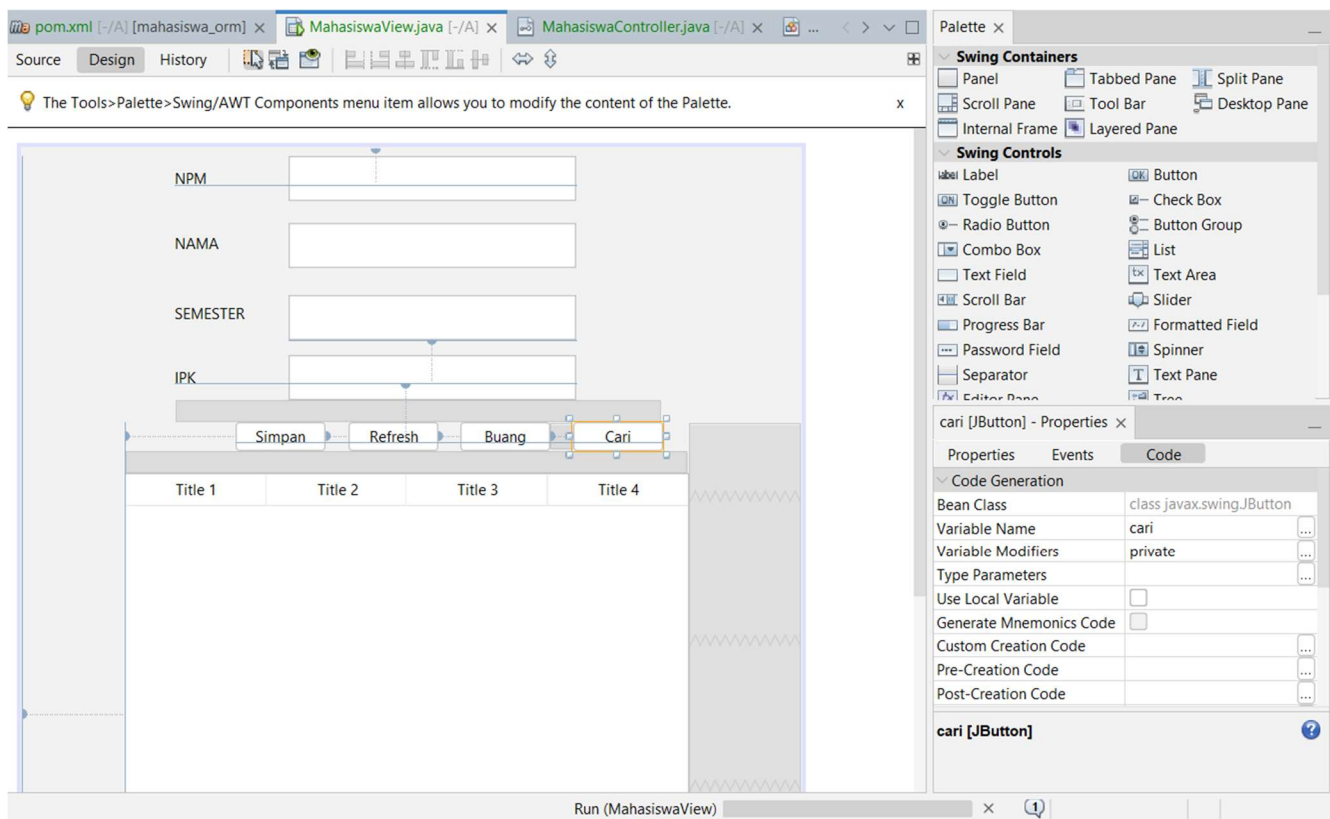 pom.xml [-/A] [mahasiswa_orm] x MahasiswaView.java [-/A] x MahasiswaController.java [-/A] x ...
Source Design History
The Tools>Palette>Swing/AWT Components menu item allows you to modify the content of the Palette. x
NPM
NAMA
SEMESTER
IPK
Simpan Refresh Buang Cari
Title 1 Title 2 Title 3 Title 4
Palette x
Swing Containers
Panel Tabbed Pane Split Pane
Scroll Pane Tool Bar Desktop Pane
Internal Frame Layered Pane
Swing Controls
label Label OK Button
ON Toggle Button Check Box
Radio Button Button Group
Combo Box List
Text Field Text Area
Scroll Bar Slider
Progress Bar Formatted Field
Password Field Spinner
Separator Text Pane
Editor Pane Tree
cari [JButton] - Properties x
Properties Events Code
Code Generation
Bean Class class javax.swing.JButton
Variable Name cari ...
Variable Modifiers private ...
Type Parameters ...
Use Local Variable
Generate Mnemonics Code
Custom Creation Code ...
Pre-Creation Code ...
Post-Creation Code ...
cari [JButton] ?
Run (MahasiswaView) x 1